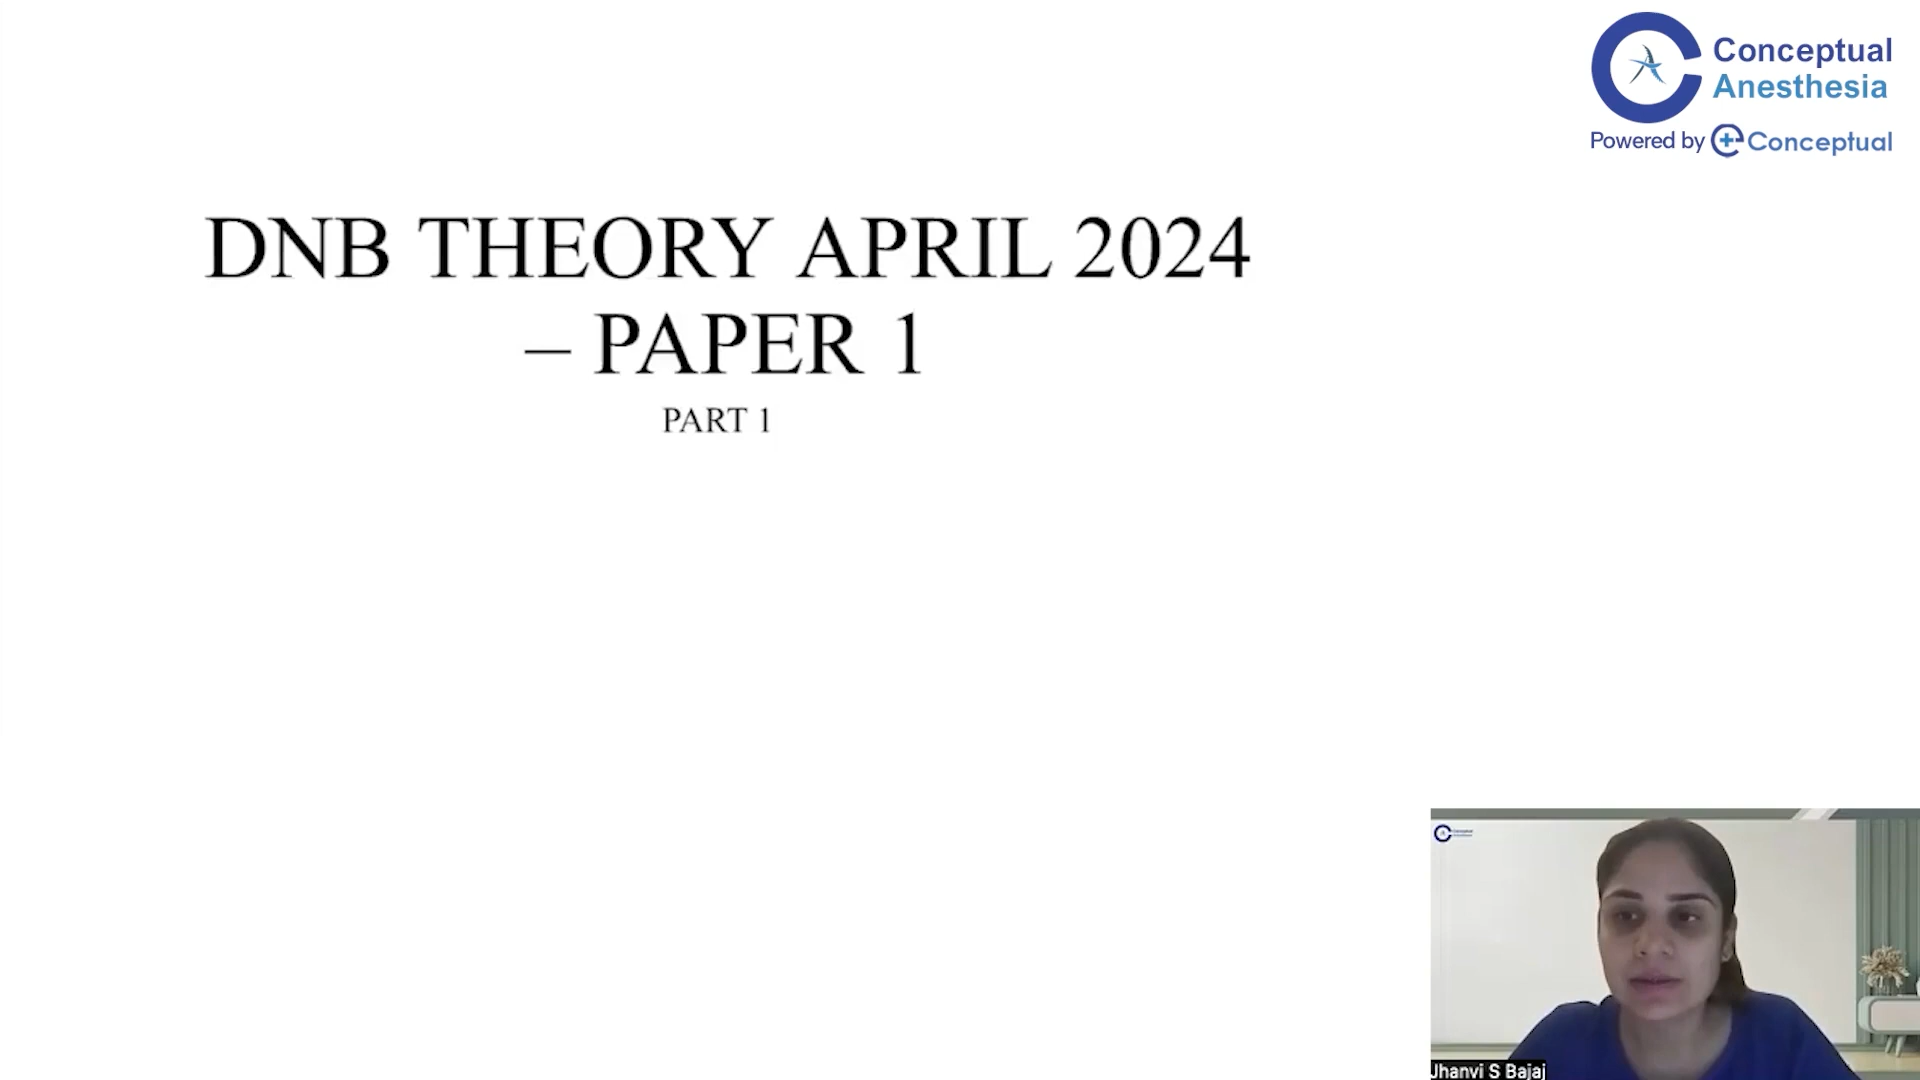 Conceptual
Anesthesia
Powered by Conceptual
DNB THEORY APRIL 2024
– PAPER 1
PART 1
Jhanvi S Bajaj